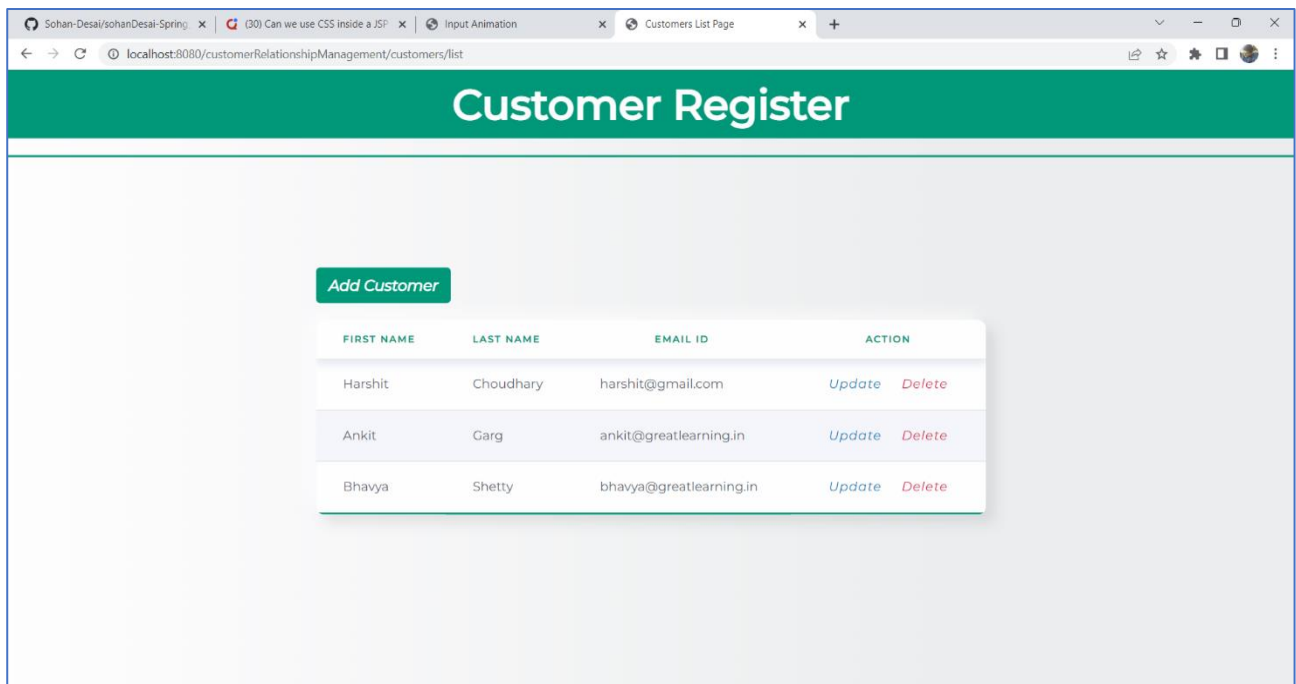 Sohan-Desai/sohanDesai-Spring (30) Can we use CSS inside a JSP Input Animation Customers List Page
localhost:8080/customerRelationshipManagement/customers/list
Customer Register
Add Customer
FIRST NAME LAST NAME EMAIL ID ACTION
Harshit Choudhary harshit@gmail.com Update Delete
Ankit Garg ankit@greatlearning.in Update Delete
Bhavya Shetty bhavya@greatlearning.in Update Delete